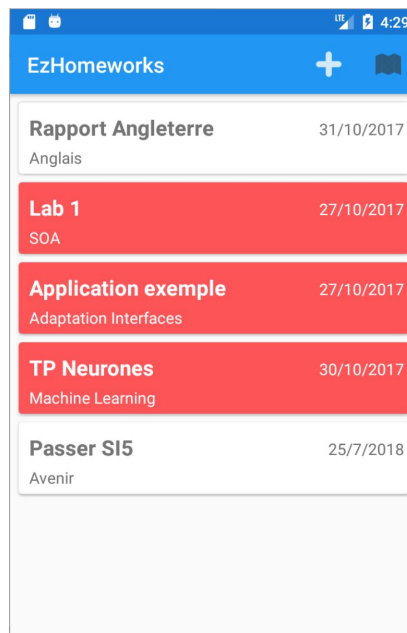 LTE 4:29
EzHomeworks
Rapport Angleterre 31/10/2017
Anglais
Lab 1 27/10/2017
SOA
Application exemple 27/10/2017
Adaptation Interfaces
TP Neurones 30/10/2017
Machine Learning
Passer SI5 25/7/2018
Avenir